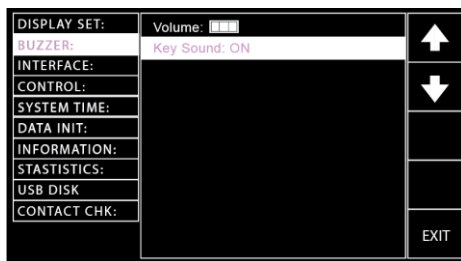 DISPLAY SET:
BUZZER:
INTERFACE:
CONTROL:
SYSTEM TIME:
DATA INIT:
INFORMATION:
STASTISTICS:
USB DISK
CONTACT CHK:
Volume:
Key Sound: ON
EXIT